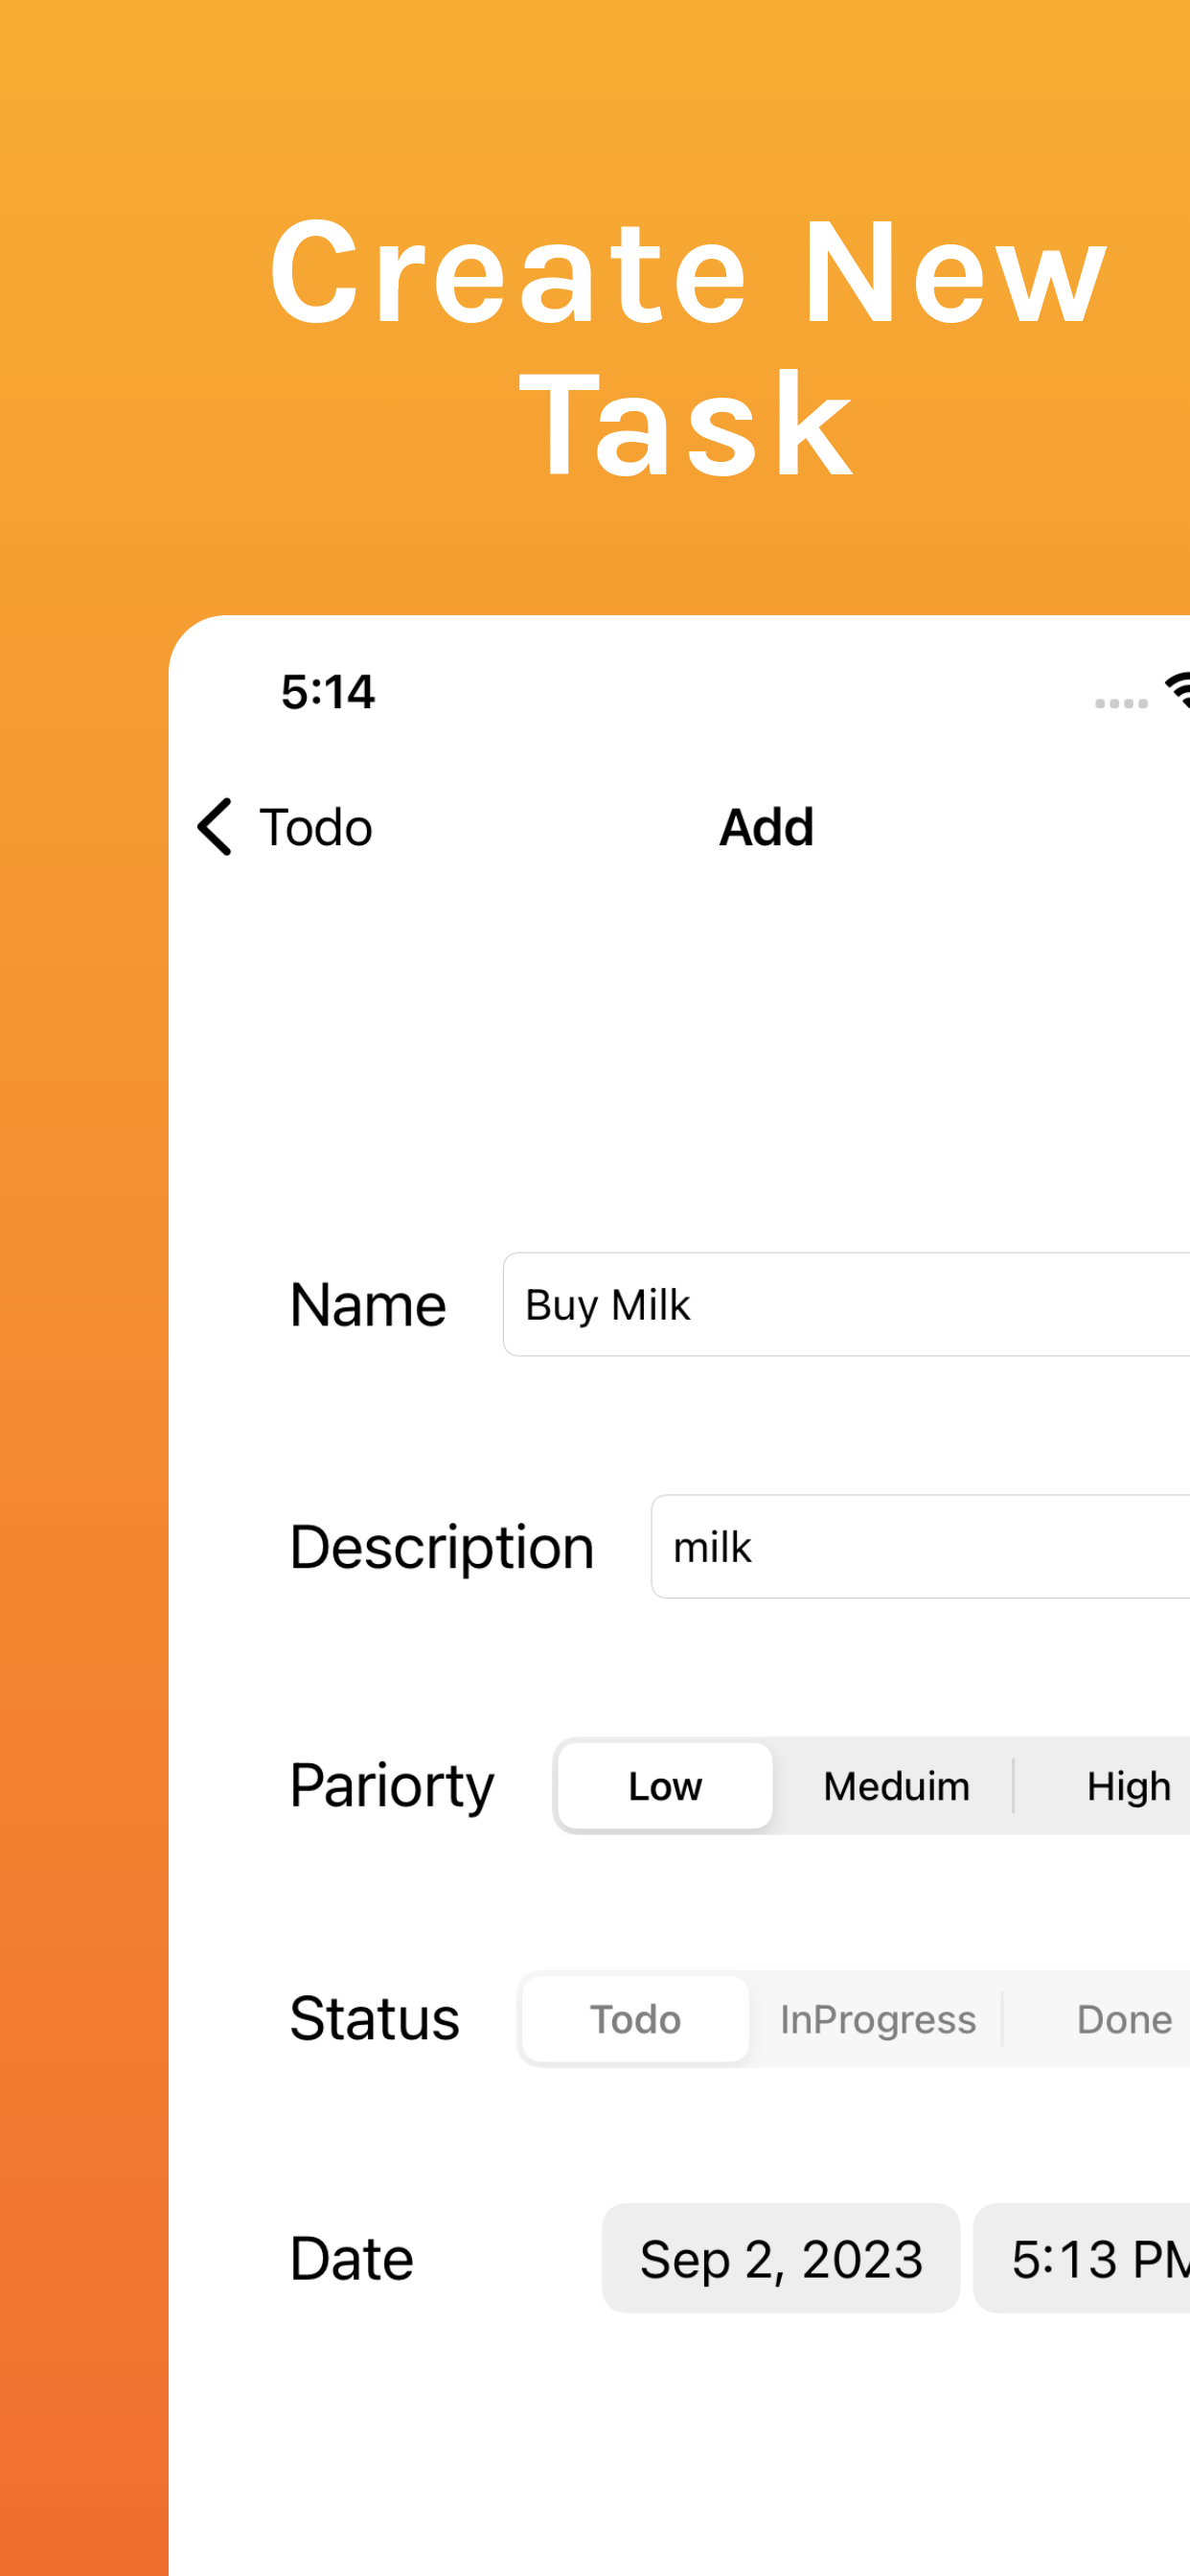 Create New
Task
5:14
Todo Add
Name Buy Milk
Description milk
Pariorty Low Meduim High
Status Todo InProgress Done
Date Sep 2, 2023 5:13 PM